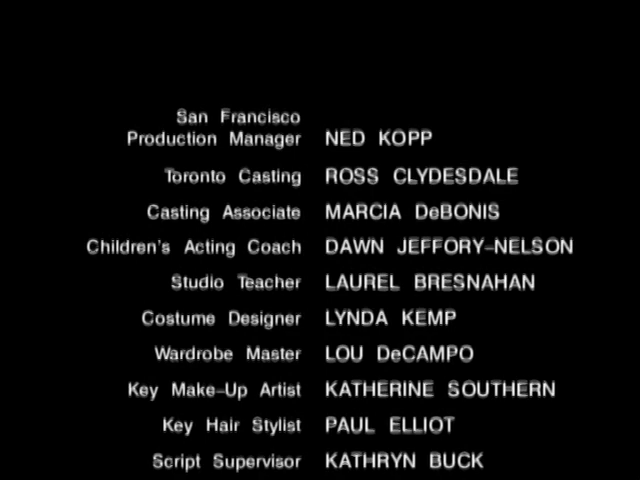 San Francisco
Production Manager NED KOPP
Toronto Casting ROSS CLYDESDALE
Casting Associate MARCIA DeBONIS
Children's Acting Coach DAWN JEFFORY-NELSON
Studio Teacher LAUREL BRESNAHAN
Costume Designer LYNDA KEMP
Wardrobe Master LOU DeCAMPO
Key Make-Up Artist KATHERINE SOUTHERN
Key Hair Stylist PAUL ELLIOT
Script Supervisor KATHRYN BUCK